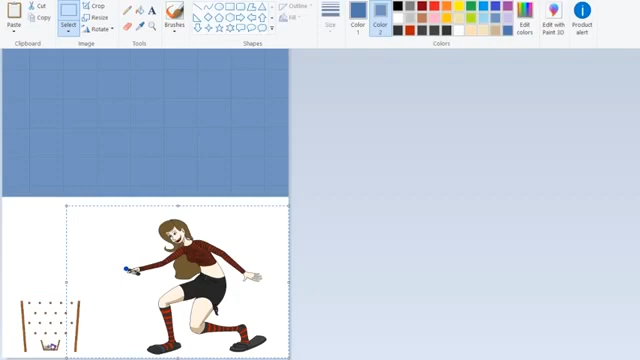 Paste
Cut
Copy
Clipboard
Select
Crop
Resize
Rotate
Image
A
Tools
Brushes
Outline
Fill
Shapes
Size
Color
1
Color
2
Colors
Edit
colors
Edit with
Paint 3D
Product
alert